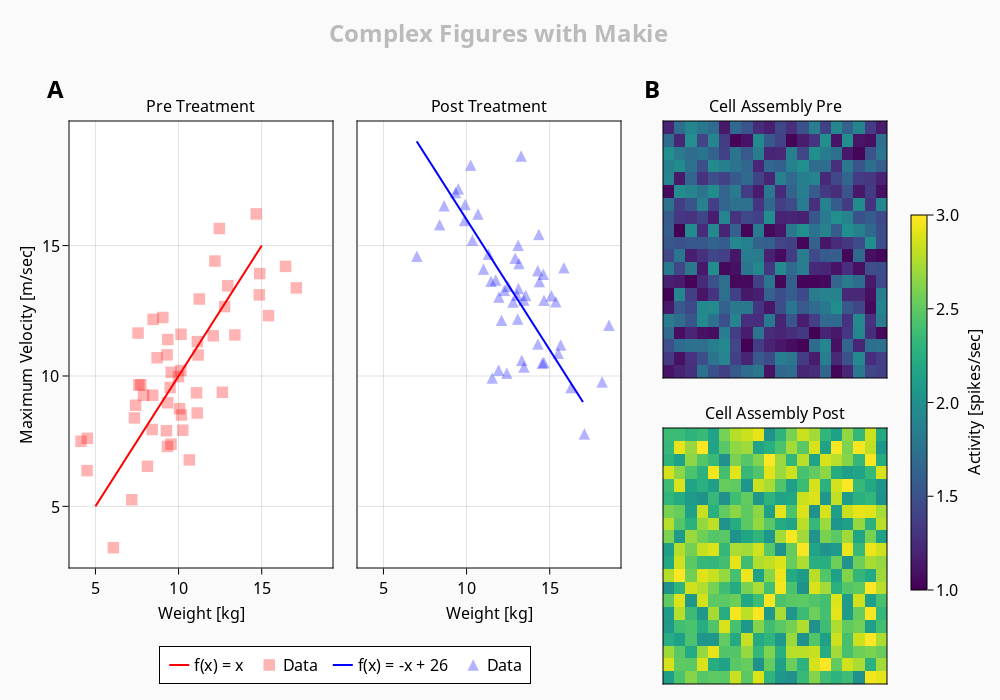 Complex Figures with Makie
A
B
Pre Treatment
Post Treatment
Cell Assembly Pre
Maximum Velocity [m/sec]
15
10
5
5 10 15
5 10 15
Weight [kg]
Weight [kg]
Cell Assembly Post
3.0
2.5
2.0
1.5
1.0
Activity [spikes/sec]
f(x) = x Data f(x) = -x + 26 Data